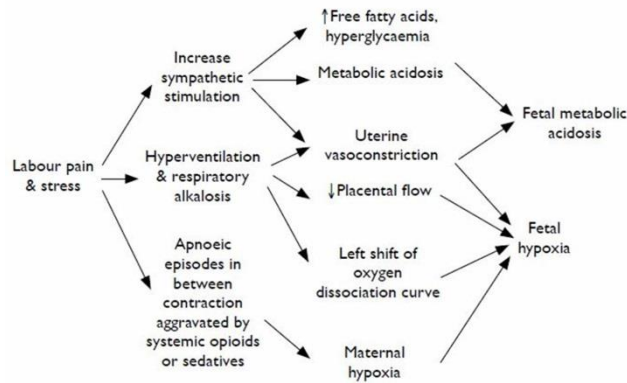 Labour pain
& stress
Increase
sympathetic
stimulation
Hyperventilation
& respiratory
alkalosis
Apnoeic
episodes in
between
contraction
aggravated by
systemic opioids
or sedatives
↑Free fatty acids,
hyperglycaemia
Metabolic acidosis
Uterine
vasoconstriction
↓Placental flow
Left shift of
oxygen
dissociation curve
Maternal
hypoxia
Fetal metabolic
acidosis
Fetal
hypoxia